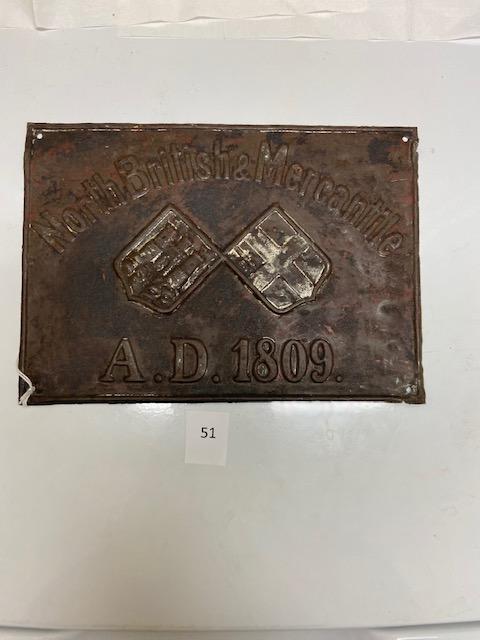 North British & Mercantile
A.D. 1809.
51